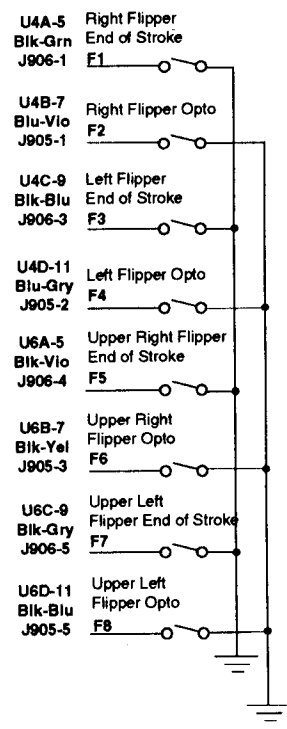 U4A-5
Blk-Grn
J906-1
Right Flipper
End of Stroke
F1
U4B-7
Blu-Vio
J905-1
Right Flipper Opto
F2
U4C-9
Blk-Blu
J906-3
Left Flipper
End of Stroke
F3
U4D-11
Blu-Gry
J905-2
Left Flipper Opto
F4
U6A-5
Blk-Vio
J906-4
Upper Right Flipper
End of Stroke
F5
U6B-7
Blk-Yel
J905-3
Upper Right
Flipper Opto
F6
U6C-9
Blk-Gry
J906-5
Upper Left
Flipper End of Stroke
F7
U6D-11
Blk-Blu
J905-5
Upper Left
Flipper Opto
F8